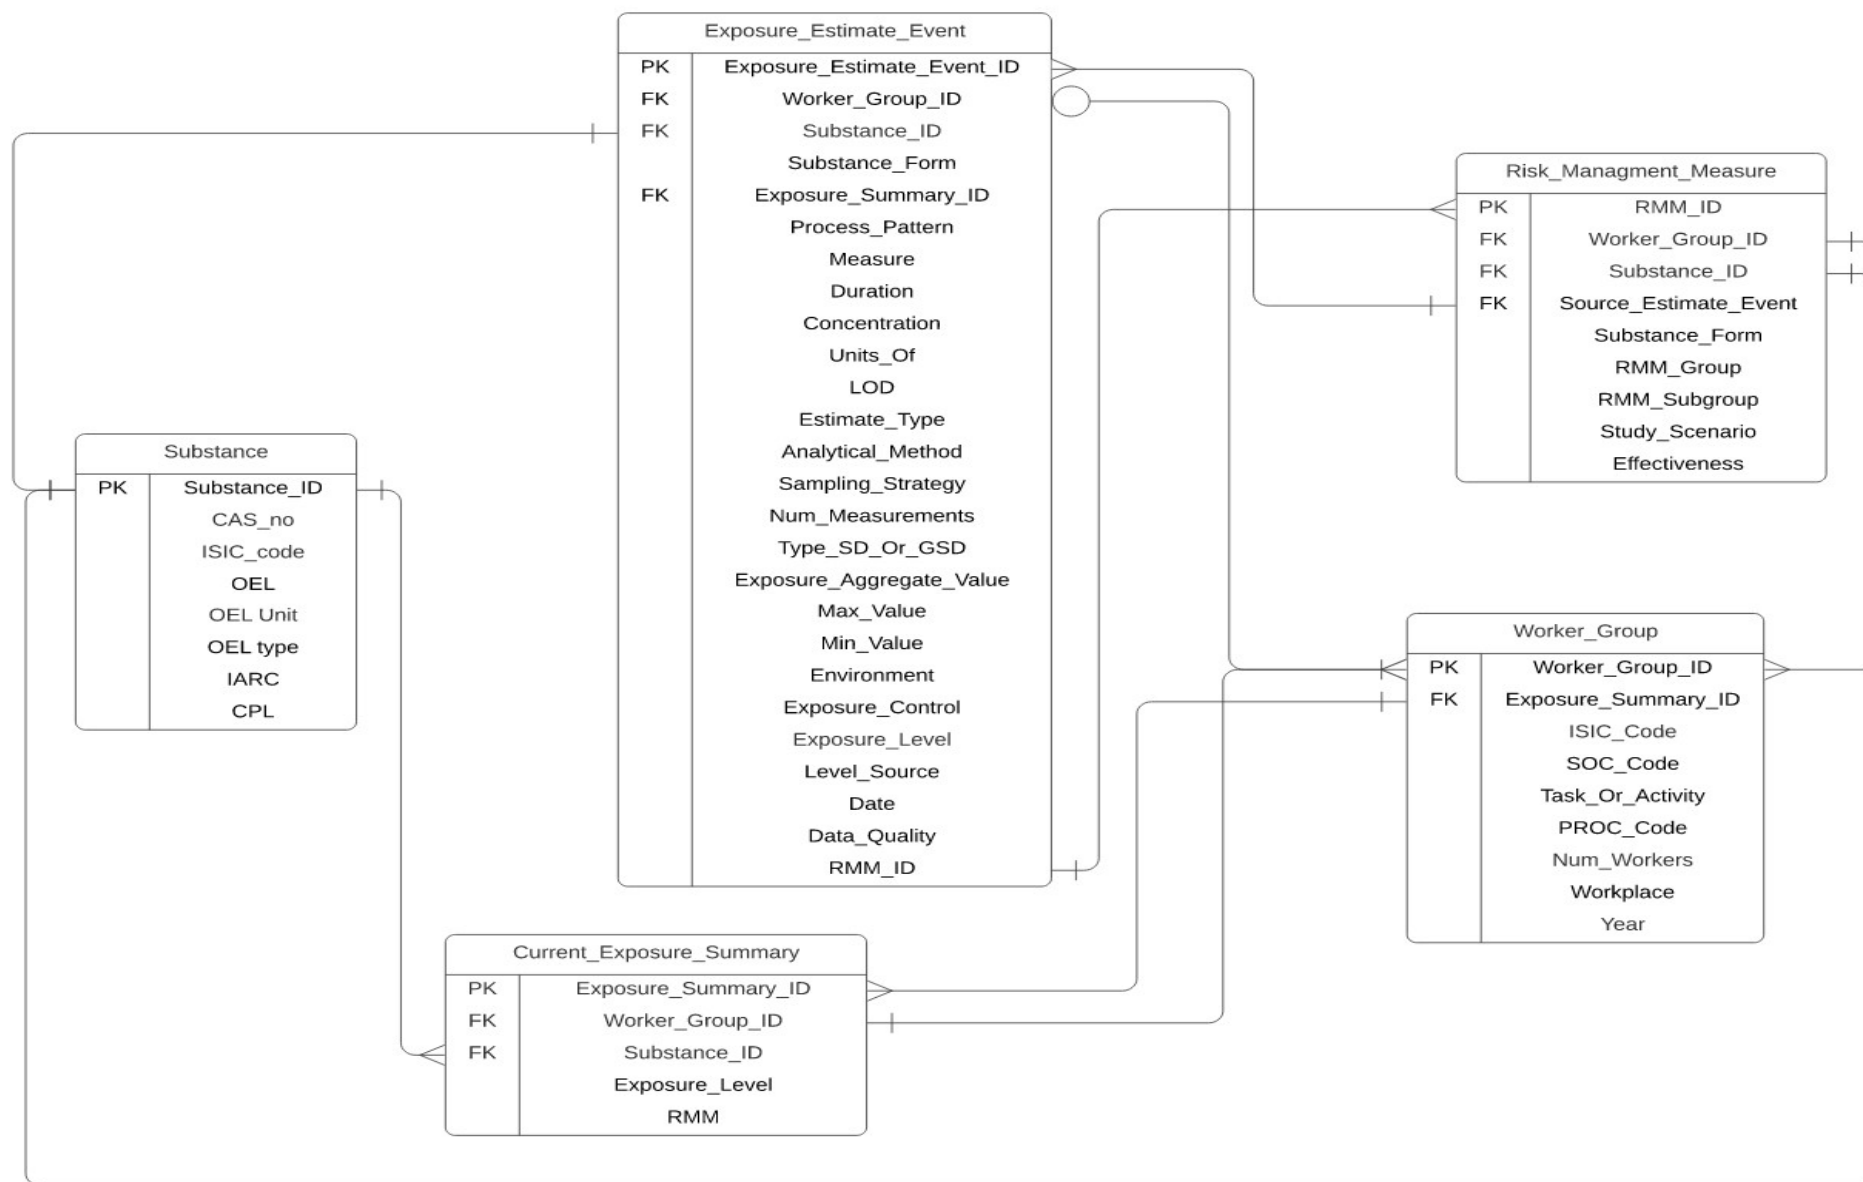 Exposure_Estimate_Event
PK Exposure_Estimate_Event_ID
FK Worker_Group_ID
FK Substance_ID
Substance_Form
FK Exposure_Summary_ID
Process_Pattern
Measure
Duration
Concentration
Units_Of
LOD
Estimate_Type
Analytical_Method
Sampling_Strategy
Num_Measurements
Type_SD_Or_GSD
Exposure_Aggregate_Value
Max_Value
Min_Value
Environment
Exposure_Control
Exposure_Level
Level_Source
Date
Data_Quality
RMM_ID
Risk_Managment_Measure
PK RMM_ID
FK Worker_Group_ID
FK Substance_ID
FK Source_Estimate_Event
Substance_Form
RMM_Group
RMM_Subgroup
Study_Scenario
Effectiveness
Substance
PK Substance_ID
CAS_no
ISIC_code
OEL
OEL Unit
OEL type
IARC
CPL
Worker_Group
PK Worker_Group_ID
FK Exposure_Summary_ID
ISIC_Code
SOC_Code
Task_Or_Activity
PROC_Code
Num_Workers
Workplace
Year
Current_Exposure_Summary
PK Exposure_Summary_ID
FK Worker_Group_ID
FK Substance_ID
Exposure_Level
RMM